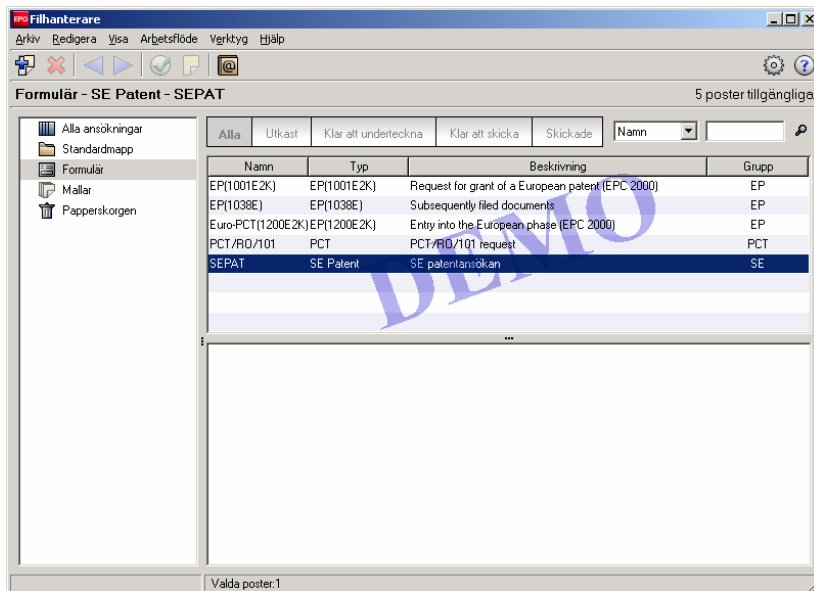 EPO Filhanterare
Arkiv Redigera Visa Arbetsflöde Verktyg Hjälp
Formulär - SE Patent - SEPAT 5 poster tillgängliga
Alla ansökningar
Standardmapp
Formulär
Mallar
Papperskorgen
Alla Utkast Klar att underteckna Klar att skicka Skickade Namn
Namn Typ Beskrivning Grupp
EP(1001E2K) EP(1001E2K) Request for grant of a European patent (EPC 2000) EP
EP(1038E) EP(1038E) Subsequently filed documents EP
Euro-PCT(1200E2K) EP(1200E2K) Entry into the European phase (EPC 2000) EP
PCT/RO/101 PCT PCT/RO/101 request PCT
SEPAT SE Patent SE patentansökan SE
DEMO
Valda poster:1